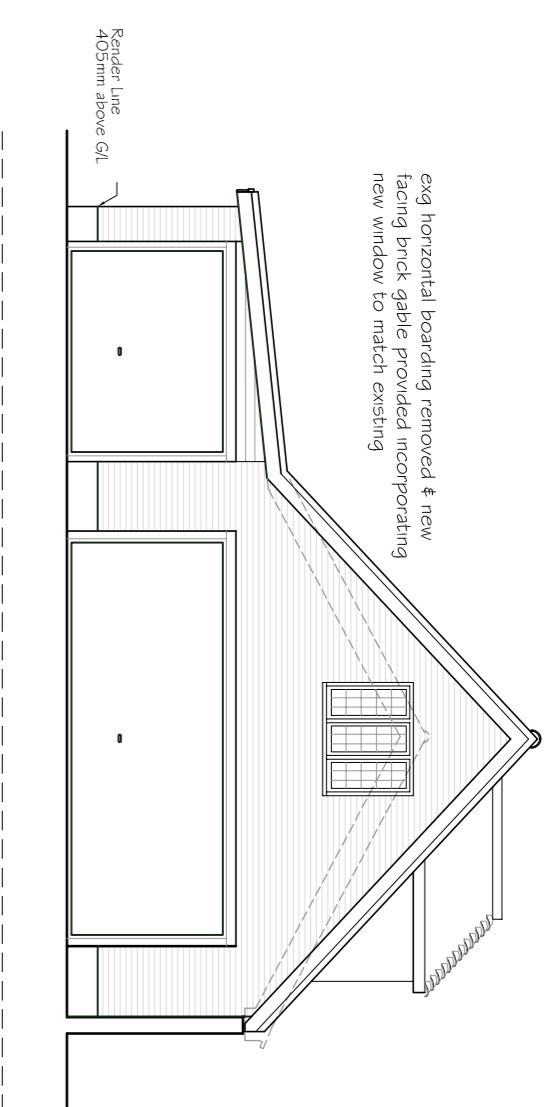 exg horizontal boarding removed & new
facing brick gable provided incorporating
new window to match existing
Render Line
405mm above G/L